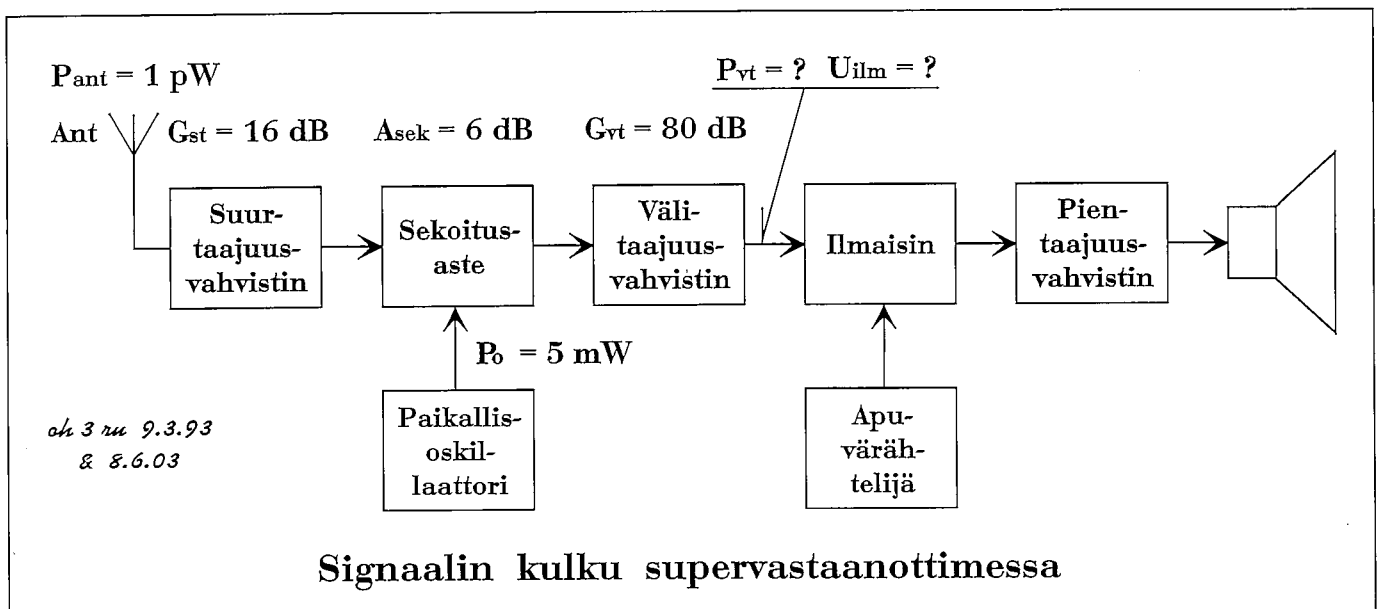 Pant = 1 pW
Pvt = ? Uilm = ?
Ant
Gst = 16 dB
Asek = 6 dB
Gvt = 80 dB
Suur-
taajuus-
vahvistin
Sekoitus-
aste
Väli-
taajuus-
vahvistin
Ilmaisin
Pien-
taajuus-
vahvistin
Po = 5 mW
Paikallis-
oskil-
laattori
Apu-
väräh-
telijä
oh 3 ru 9.3.93
& 8.6.03
Signaalin kulku supervastaanottimessa